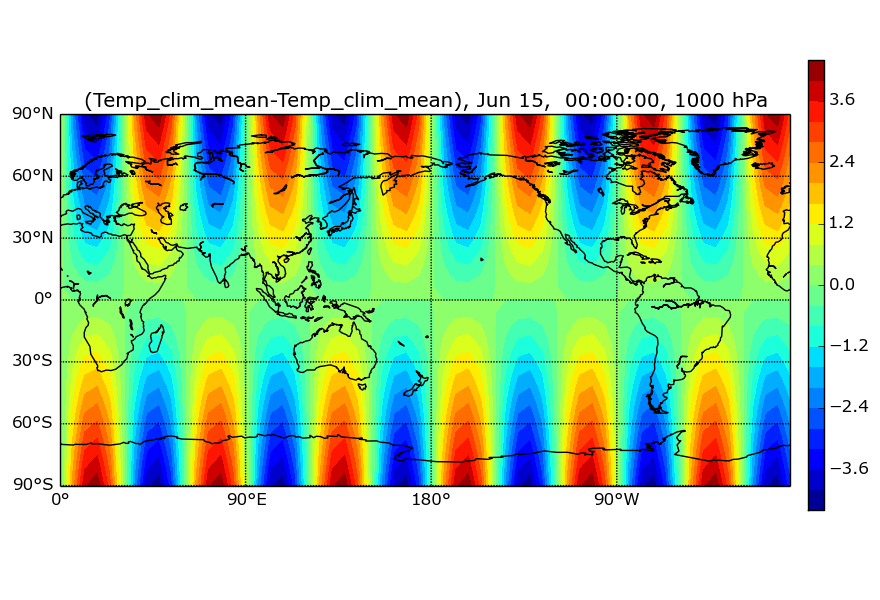 (Temp_clim_mean-Temp_clim_mean), Jun 15,  00:00:00, 1000 hPa
90°N
60°N
30°N
0°
30°S
60°S
90°S
0°
90°E
180°
90°W
3.6
2.4
1.2
0.0
−1.2
−2.4
−3.6